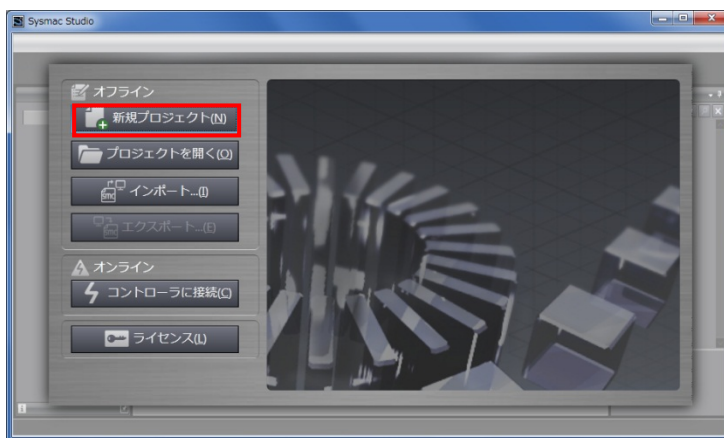 Sysmac Studio
オフライン
新規プロジェクト(N)
プロジェクトを開く(O)
インポート...(I)
エクスポート...(E)
オンライン
コントローラに接続(C)
ライセンス(L)